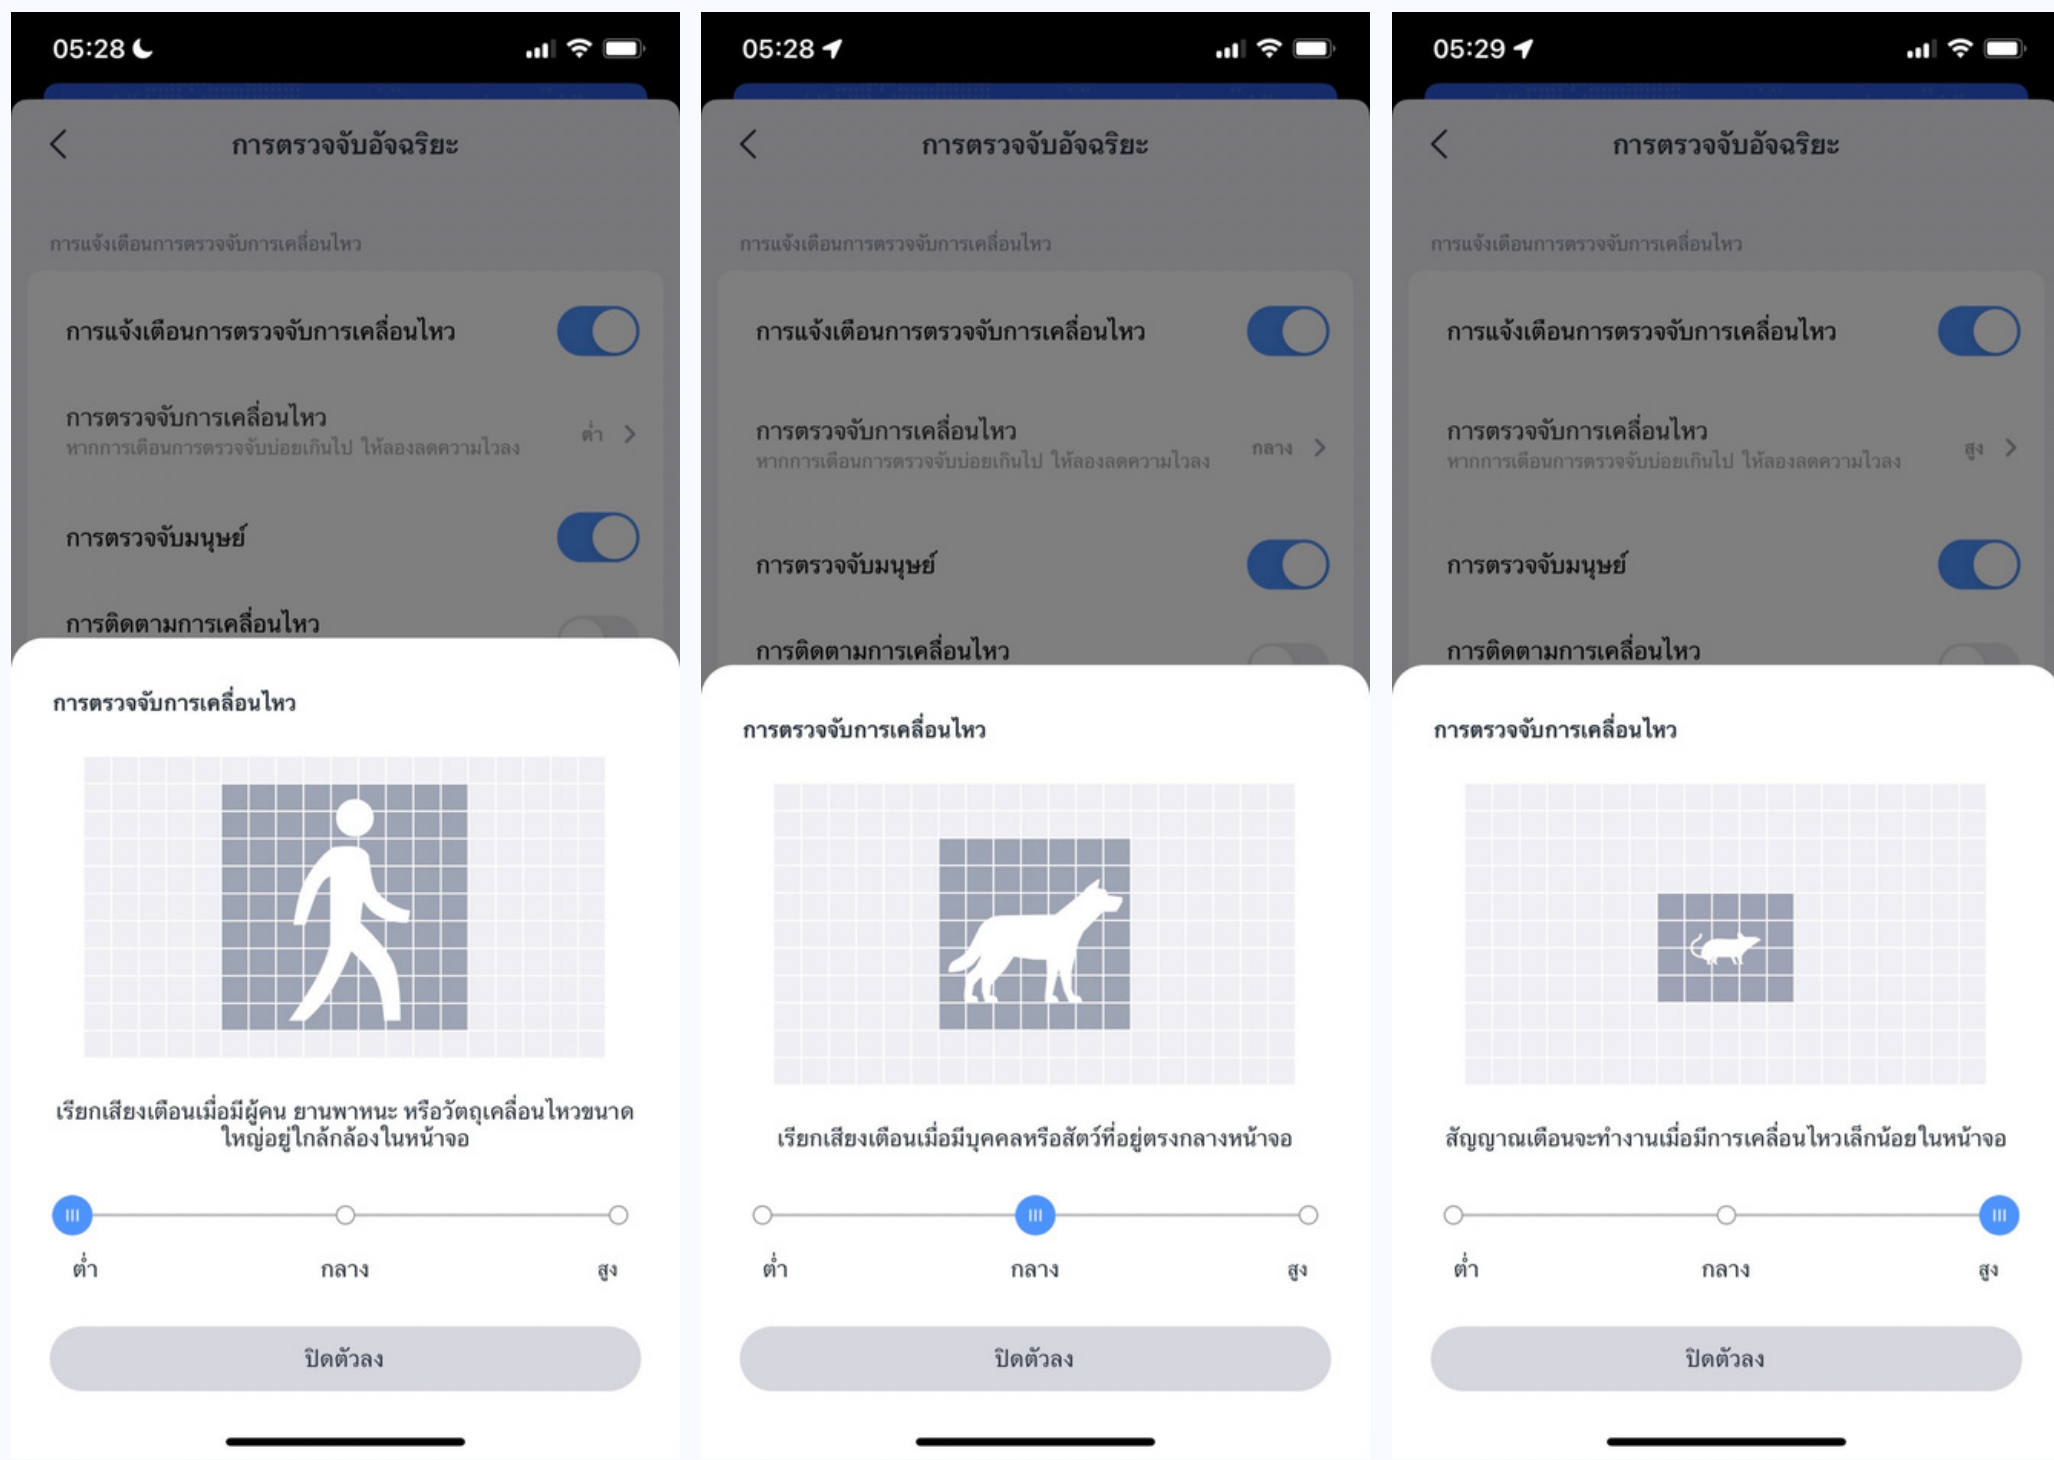 05:28
การตรวจจับอัจฉริยะ
การแจ้งเตือนการตรวจจับการเคลื่อนไหว
การแจ้งเตือนการตรวจจับการเคลื่อนไหว
การตรวจจับการเคลื่อนไหว
หากการเตือนการตรวจจับบ่อยเกินไป ให้ลองลดความไวลง
ต่ำ
การตรวจจับมนุษย์
การติดตามการเคลื่อนไหว
การตรวจจับการเคลื่อนไหว
เรียกเสียงเตือนเมื่อมีผู้คน ยานพาหนะ หรือวัตถุเคลื่อนไหวขนาด
ใหญ่อยู่ใกล้กล้องในหน้าจอ
ต่ำ กลาง สูง
ปิดตัวลง
05:28
การตรวจจับอัจฉริยะ
การแจ้งเตือนการตรวจจับการเคลื่อนไหว
การแจ้งเตือนการตรวจจับการเคลื่อนไหว
การตรวจจับการเคลื่อนไหว
หากการเตือนการตรวจจับบ่อยเกินไป ให้ลองลดความไวลง
กลาง
การตรวจจับมนุษย์
การติดตามการเคลื่อนไหว
การตรวจจับการเคลื่อนไหว
เรียกเสียงเตือนเมื่อมีบุคคลหรือสัตว์ที่อยู่ตรงกลางหน้าจอ
ต่ำ กลาง สูง
ปิดตัวลง
05:29
การตรวจจับอัจฉริยะ
การแจ้งเตือนการตรวจจับการเคลื่อนไหว
การแจ้งเตือนการตรวจจับการเคลื่อนไหว
การตรวจจับการเคลื่อนไหว
หากการเตือนการตรวจจับบ่อยเกินไป ให้ลองลดความไวลง
สูง
การตรวจจับมนุษย์
การติดตามการเคลื่อนไหว
การตรวจจับการเคลื่อนไหว
สัญญาณเตือนจะทำงานเมื่อมีการเคลื่อนไหวเล็กน้อยในหน้าจอ
ต่ำ กลาง สูง
ปิดตัวลง